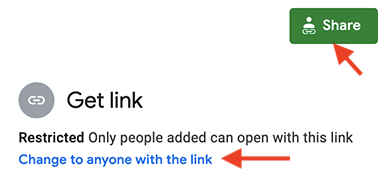 Share
Get link
Restricted Only people added can open with this link
Change to anyone with the link